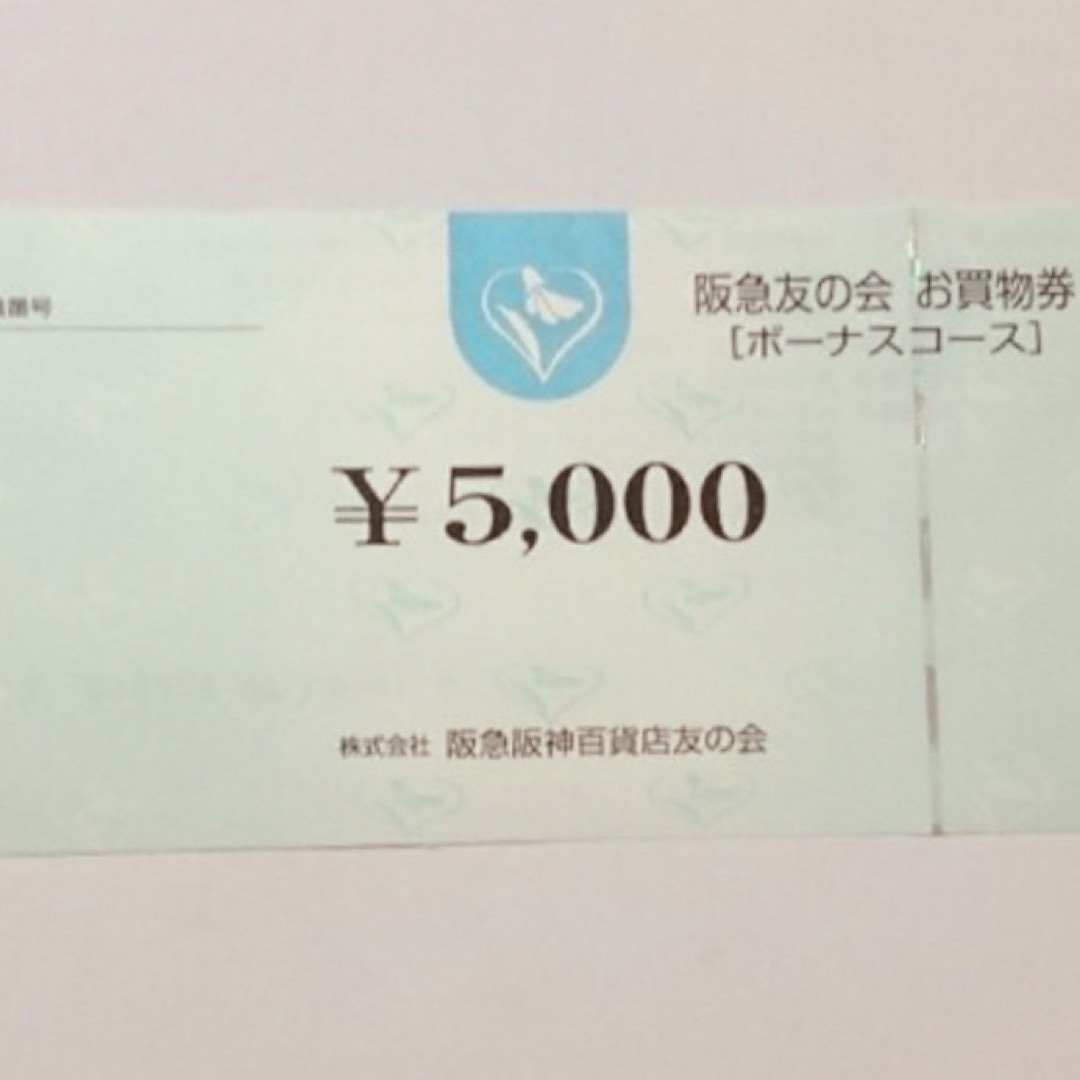 番号
阪急友の会 お買物券
[ボーナスコース]
¥5,000
株式会社 阪急阪神百貨店友の会